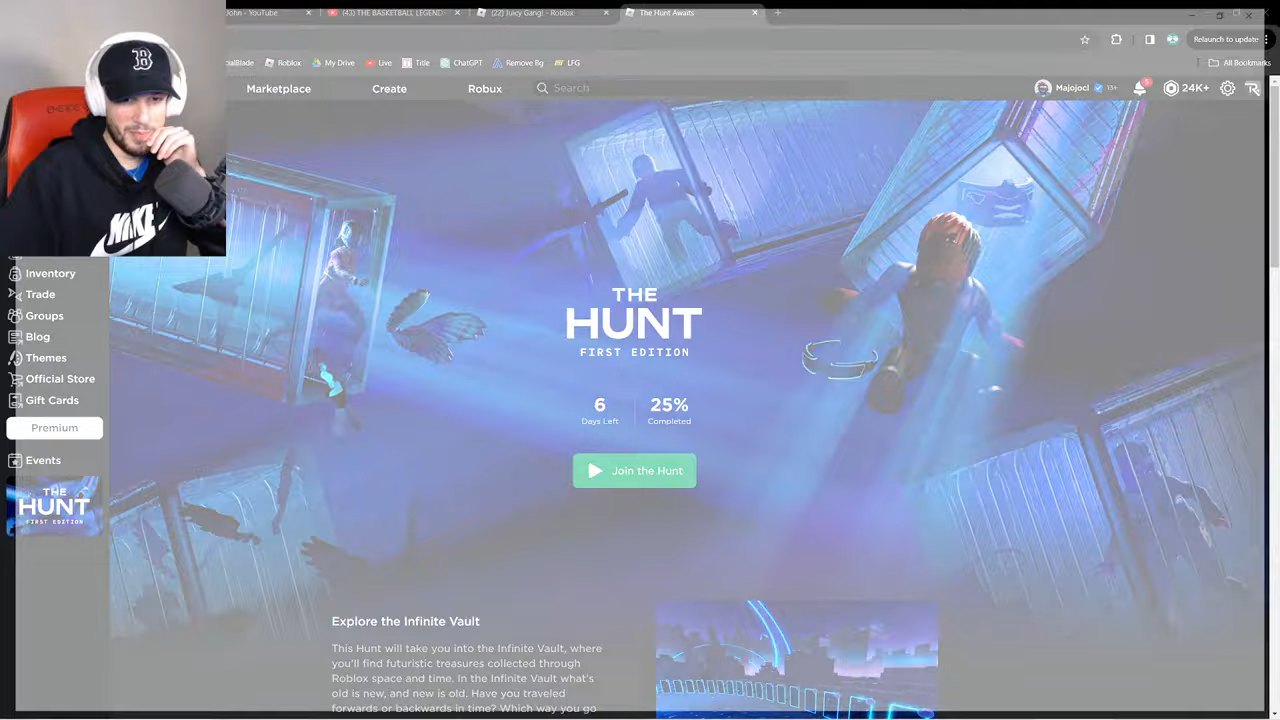 John - YouTube
(43) THE BASKETBALL LEGEND
(22) Juicy Gang! - Roblox
The Hunt Awaits
Relaunch to update
Roblox
My Drive
Live
Title
ChatGPT
Remove Bg
LFG
All Bookmarks
Marketplace
Create
Robux
Search
Majojoci
13+
5
24K+
B
NIKE
Inventory
Trade
Groups
Blog
Themes
Official Store
Gift Cards
Premium
Events
THE
HUNT
FIRST EDITION
THE
HUNT
FIRST EDITION
6
Days Left
25%
Completed
Join the Hunt
Explore the Infinite Vault
This Hunt will take you into the Infinite Vault, where
you'll find futuristic treasures collected through
Roblox space and time. In the Infinite Vault what's
old is new, and new is old. Have you traveled
forwards or backwards in time? Which way you go